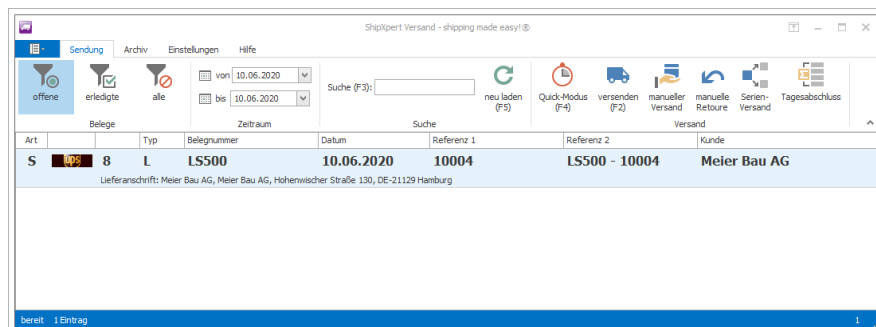 ShipXpert Versand - shipping made easy!®
Sendung Archiv Einstellungen Hilfe
offene erledigte alle
Belege
von 10.06.2020
bis 10.06.2020
Zeitraum
Suche (F3):
neu laden (F5)
Suche
Quick-Modus (F4) versenden (F2) manueller Versand manuelle Retoure Serien-Versand Tagesabschluss
Versand
Art Typ Belegnummer Datum Referenz 1 Referenz 2 Kunde
S ups 8 L LS500 10.06.2020 10004 LS500 - 10004 Meier Bau AG
Lieferanschrift: Meier Bau AG, Meier Bau AG, Hohenwischer Straße 130, DE-21129 Hamburg
bereit 1 Eintrag 1